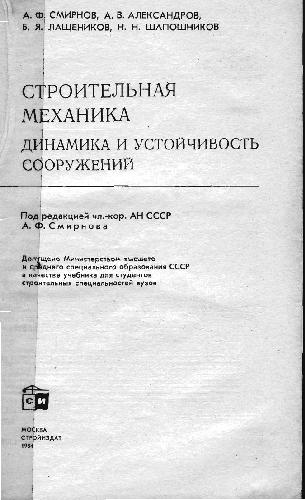 А. Ф. СМИРНОВ, А. В. АЛЕКСАНДРОВ,
Б. Я. ЛАЩЕНИКОВ, Н. Н. ШАПОШНИКОВ
СТРОИТЕЛЬНАЯ
МЕХАНИКА
ДИНАМИКА И УСТОЙЧИВОСТЬ
СООРУЖЕНИЙ
Под редакцией чл.-кор. АН СССР
А. Ф. Смирнова
Допущено Министерством высшего
и среднего специального образования СССР
в качестве учебника для студентов
строительных специальностей вузов
СИ
МОСКВА
СТРОЙИЗДАТ
1984